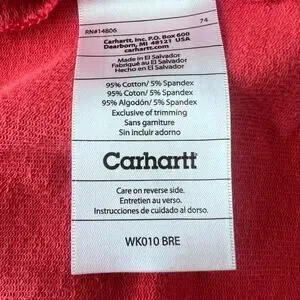 RN#14806 74
Carhartt, Inc. P.O. Box 600
Dearborn, MI 48121 USA
carhartt.com
Made in El Salvador
Fabriqué au El Salvador
Hecho en El Salvador
95% Cotton/ 5% Spandex
95% Coton/ 5% Spandex
95% Algodón/ 5% Spandex
Exclusive of trimming
Sans garniture
Sin incluir adorno
Carhartt
Care on reverse side.
Entretien au verso.
Instrucciones de cuidado al dorso.
WK010 BRE